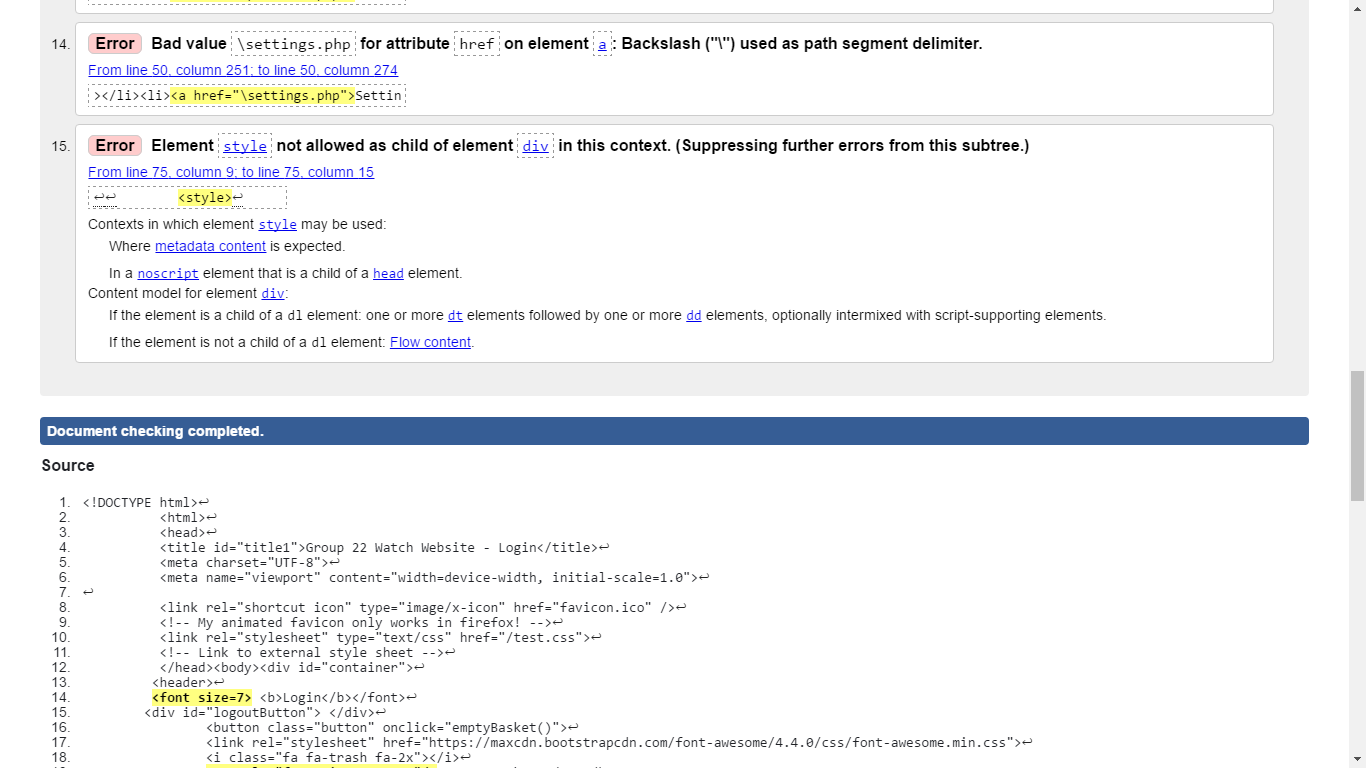 14. Error Bad value \settings.php for attribute href on element a: Backslash ("\") used as path segment delimiter.
From line 50, column 251; to line 50, column 274
></li><li><a href="\settings.php">Settin
15. Error Element style not allowed as child of element div in this context. (Suppressing further errors from this subtree.)
From line 75, column 9; to line 75, column 15
↩↩ <style>↩
Contexts in which element style may be used:
Where metadata content is expected.
In a noscript element that is a child of a head element.
Content model for element div:
If the element is a child of a dl element: one or more dt elements followed by one or more dd elements, optionally intermixed with script-supporting elements.
If the element is not a child of a dl element: Flow content.
Document checking completed.
Source
1. <!DOCTYPE html>↩
2. <html>↩
3. <head>↩
4. <title id="title1">Group 22 Watch Website - Login</title>↩
5. <meta charset="UTF-8">↩
6. <meta name="viewport" content="width=device-width, initial-scale=1.0">↩
7. ↩
8. <link rel="shortcut icon" type="image/x-icon" href="favicon.ico" />↩
9. <!-- My animated favicon only works in firefox! -->↩
10. <link rel="stylesheet" type="text/css" href="/test.css">↩
11. <!-- Link to external style sheet -->↩
12. </head><body><div id="container">↩
13. <header>↩
14. <font size=7> <b>Login</b></font>↩
15. <div id="logoutButton"> </div>↩
16. <button class="button" onclick="emptyBasket()">↩
17. <link rel="stylesheet" href="https://maxcdn.bootstrapcdn.com/font-awesome/4.4.0/css/font-awesome.min.css">↩
18. <i class="fa fa-trash fa-2x"></i>↩